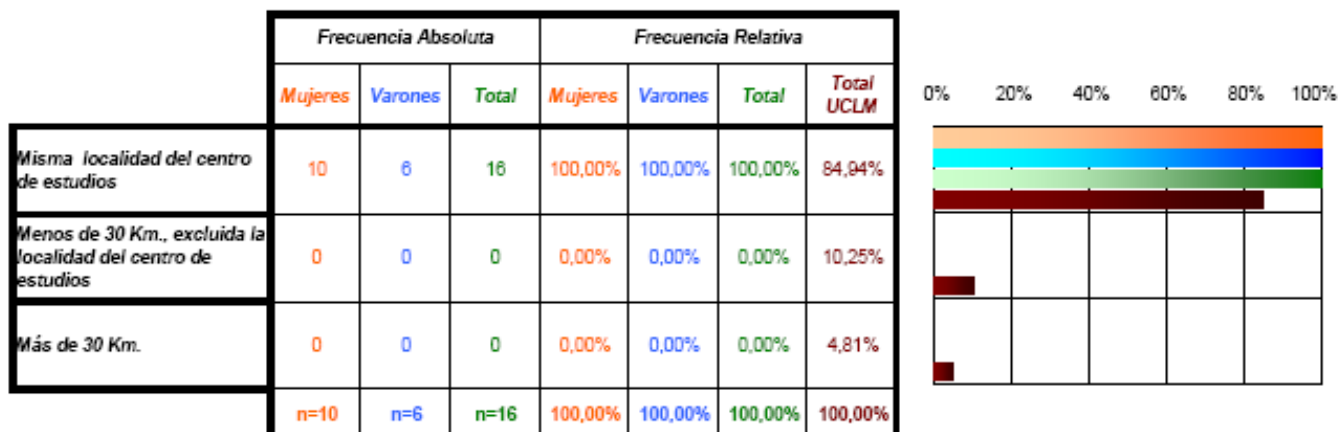 Frecuencia Absoluta Frecuencia Relativa
Mujeres Varones Total Mujeres Varones Total Total UCLM
0% 20% 40% 60% 80% 100%
Misma localidad del centro
de estudios
10 6 16 100,00% 100,00% 100,00% 84,94%
Menos de 30 Km., excluida la
localidad del centro de
estudios
0 0 0 0,00% 0,00% 0,00% 10,25%
Más de 30 Km.
0 0 0 0,00% 0,00% 0,00% 4,81%
n=10 n=6 n=16 100,00% 100,00% 100,00% 100,00%